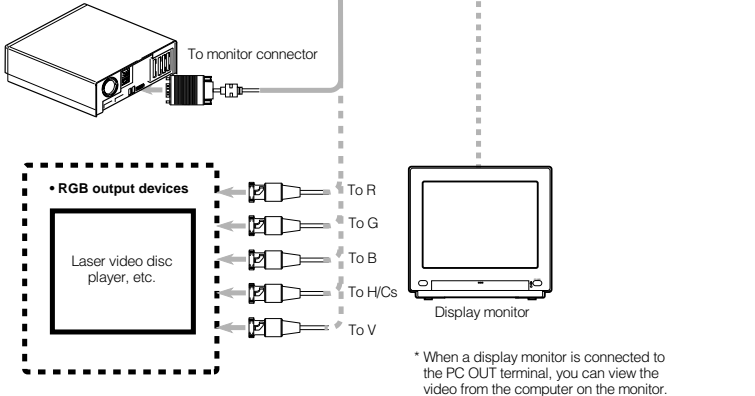 To monitor connector
• RGB output devices
Laser video disc
player, etc.
To R
To G
To B
To H/Cs
To V
Display monitor
* When a display monitor is connected to
the PC OUT terminal, you can view the
video from the computer on the monitor.